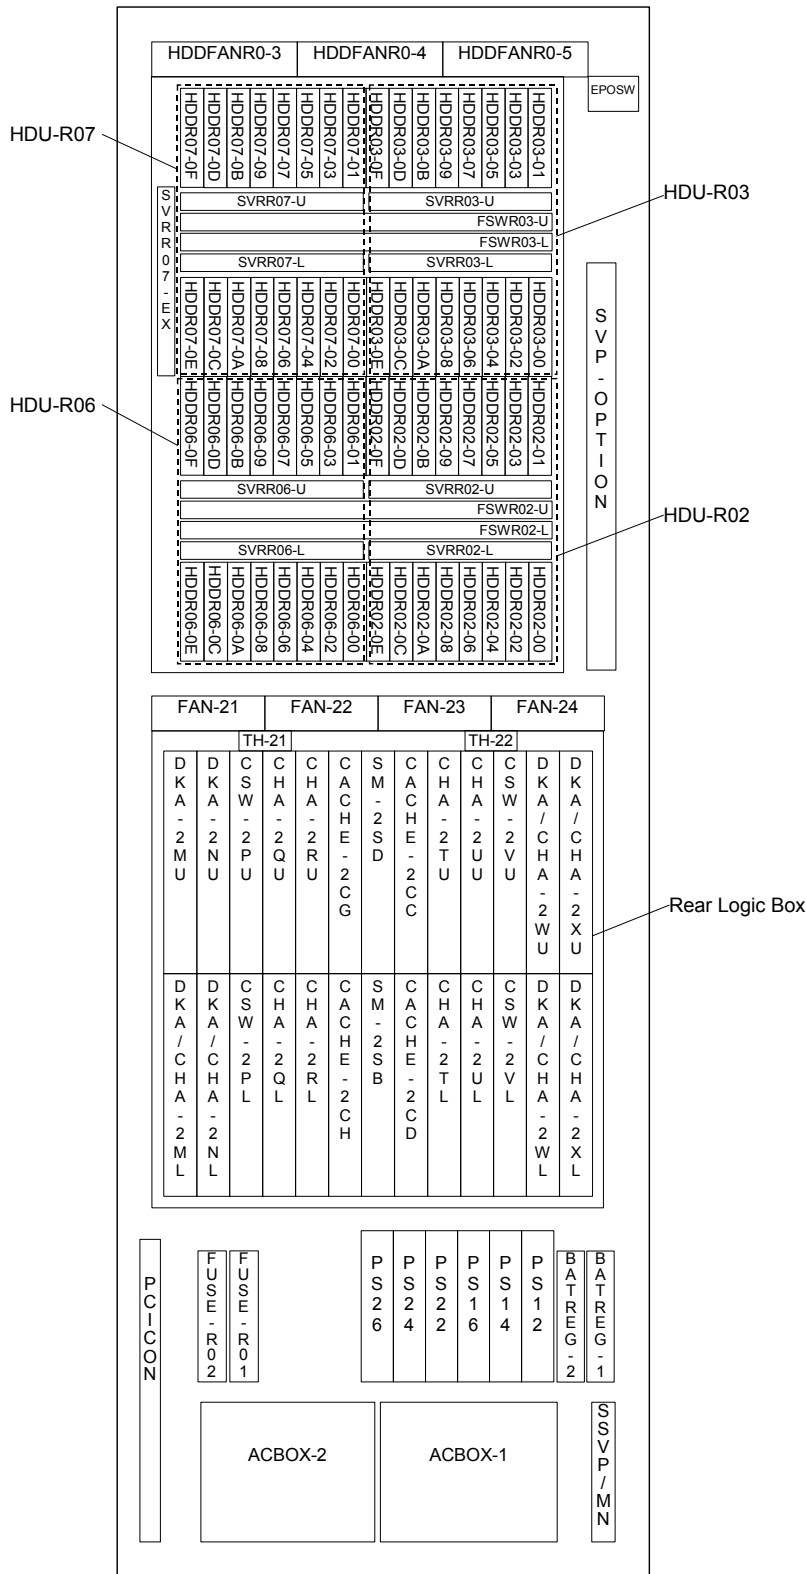 HDDFANR0-3
HDDFANR0-4
HDDFANR0-5
EPOSW
HDU-R07
HDDR07-0F
HDDR07-0D
HDDR07-0B
HDDR07-09
HDDR07-07
HDDR07-05
HDDR07-03
HDDR07-01
HDDR03-0F
HDDR03-0D
HDDR03-0B
HDDR03-09
HDDR03-07
HDDR03-05
HDDR03-03
HDDR03-01
HDU-R03
SVRR07-EX
SVRR07-U
SVRR03-U
FSWR03-U
FSWR03-L
SVRR07-L
SVRR03-L
SVP-OPTION
HDDR07-0E
HDDR07-0C
HDDR07-0A
HDDR07-08
HDDR07-06
HDDR07-04
HDDR07-02
HDDR07-00
HDDR03-0E
HDDR03-0C
HDDR03-0A
HDDR03-08
HDDR03-06
HDDR03-04
HDDR03-02
HDDR03-00
HDU-R06
HDDR06-0F
HDDR06-0D
HDDR06-0B
HDDR06-09
HDDR06-07
HDDR06-05
HDDR06-03
HDDR06-01
HDDR02-0F
HDDR02-0D
HDDR02-0B
HDDR02-09
HDDR02-07
HDDR02-05
HDDR02-03
HDDR02-01
SVRR06-U
SVRR02-U
FSWR02-U
FSWR02-L
HDU-R02
SVRR06-L
SVRR02-L
HDDR06-0E
HDDR06-0C
HDDR06-0A
HDDR06-08
HDDR06-06
HDDR06-04
HDDR06-02
HDDR06-00
HDDR02-0E
HDDR02-0C
HDDR02-0A
HDDR02-08
HDDR02-06
HDDR02-04
HDDR02-02
HDDR02-00
FAN-21
FAN-22
FAN-23
FAN-24
TH-21
TH-22
DKA-2MU
DKA-2NU
CSW-2PU
CHA-2QU
CHA-2RU
CACHE-2CG
SM-2SD
CACHE-2CC
CHA-2TU
CHA-2UU
CSW-2VU
DKA/CHA-2WU
DKA/CHA-2XU
Rear Logic Box
DKA/CHA-2ML
DKA/CHA-2NL
CSW-2PL
CHA-2QL
CHA-2RL
CACHE-2CH
SM-2SB
CACHE-2CD
CHA-2TL
CHA-2UL
CSW-2VL
DKA/CHA-2WL
DKA/CHA-2XL
PCICON
FUSE-R02
FUSE-R01
PS26
PS24
PS22
PS16
PS14
PS12
BATREG-2
BATREG-1
ACBOX-2
ACBOX-1
SSVP/MN